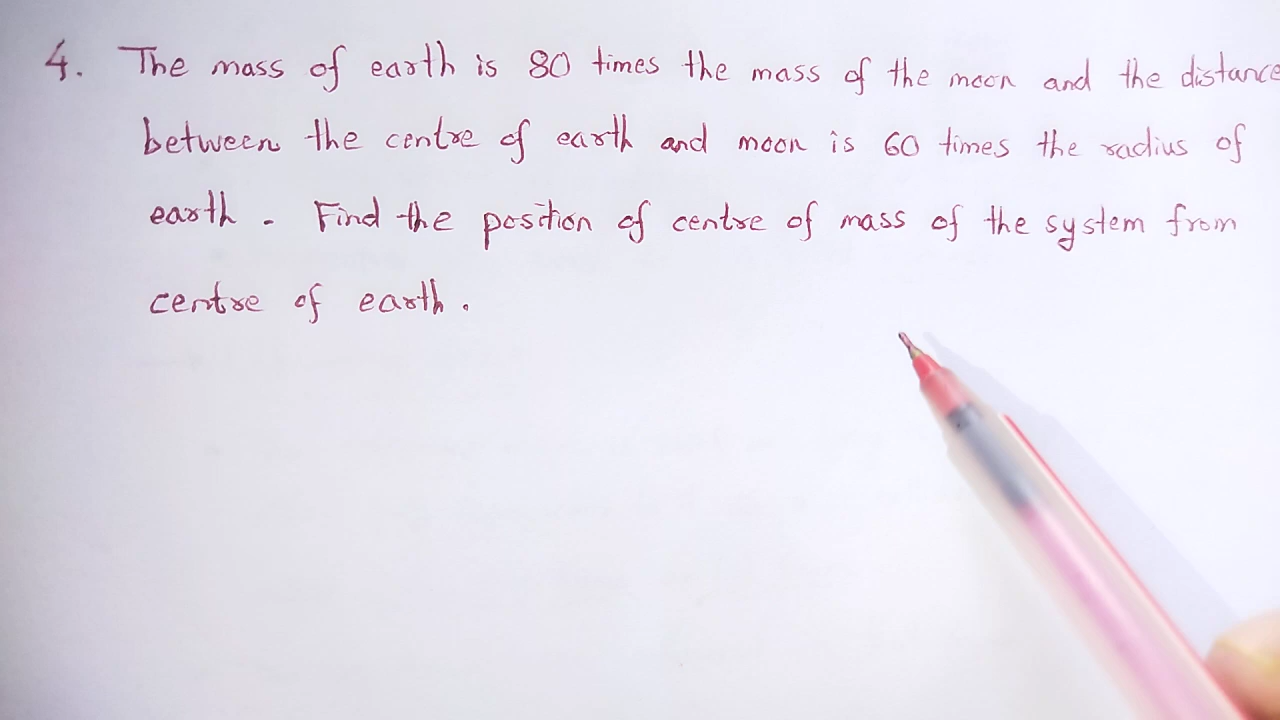 4. The mass of earth is 80 times the mass of the moon and the distance
between the centre of earth and moon is 60 times the radius of
earth. Find the position of centre of mass of the system from
centre of earth.